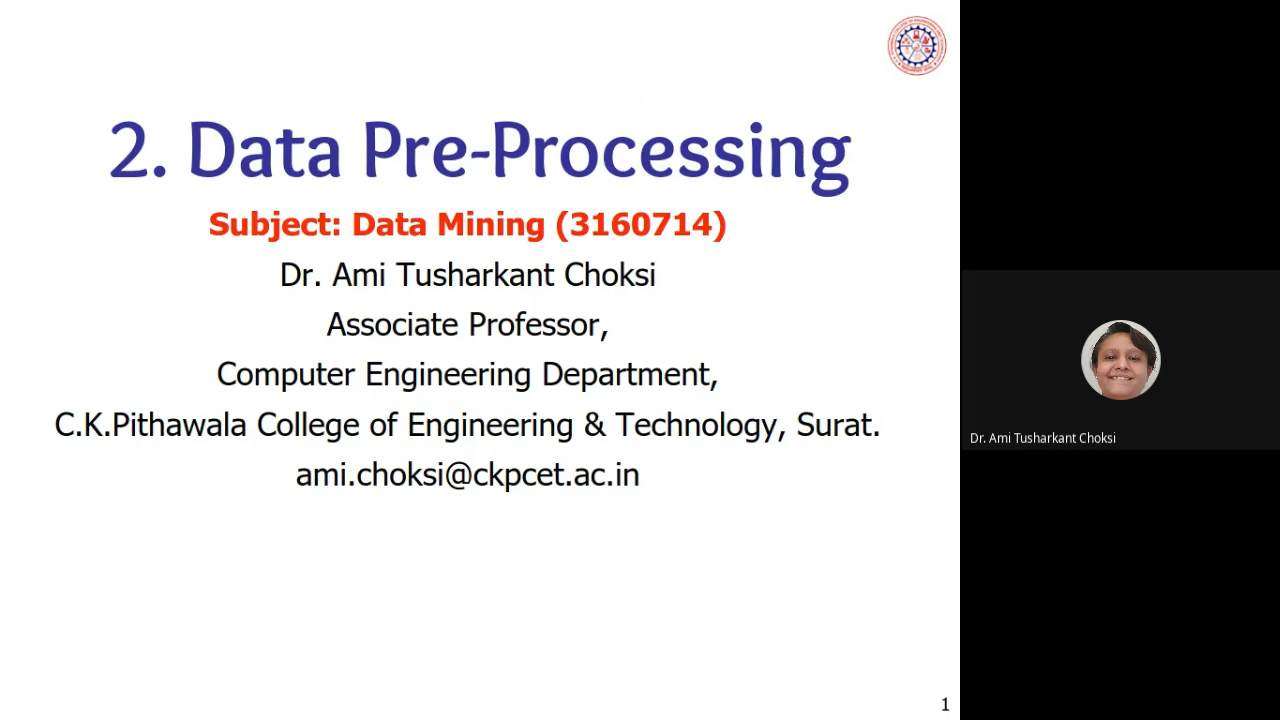 2. Data Pre-Processing
Subject: Data Mining (3160714)
Dr. Ami Tusharkant Choksi
Associate Professor,
Computer Engineering Department,
C.K.Pithawala College of Engineering & Technology, Surat.
ami.choksi@ckpcet.ac.in
Dr. Ami Tusharkant Choksi
1